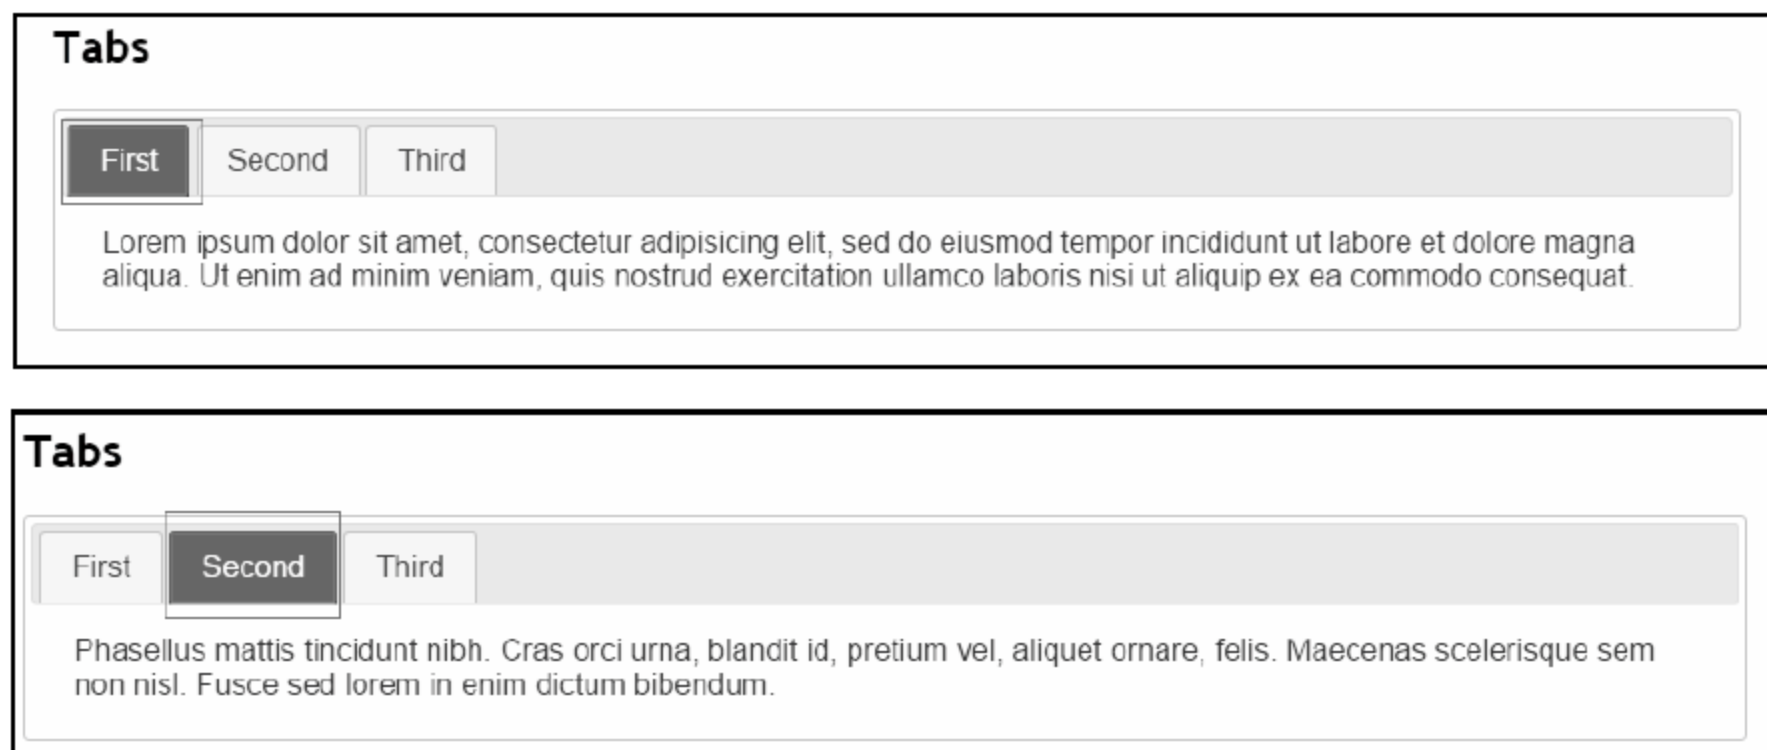 Tabs
First Second Third
Lorem ipsum dolor sit amet, consectetur adipisicing elit, sed do eiusmod tempor incididunt ut labore et dolore magna
aliqua. Ut enim ad minim veniam, quis nostrud exercitation ullamco laboris nisi ut aliquip ex ea commodo consequat.
Tabs
First Second Third
Phasellus mattis tincidunt nibh. Cras orci urna, blandit id, pretium vel, aliquet ornare, felis. Maecenas scelerisque sem
non nisl. Fusce sed lorem in enim dictum bibendum.